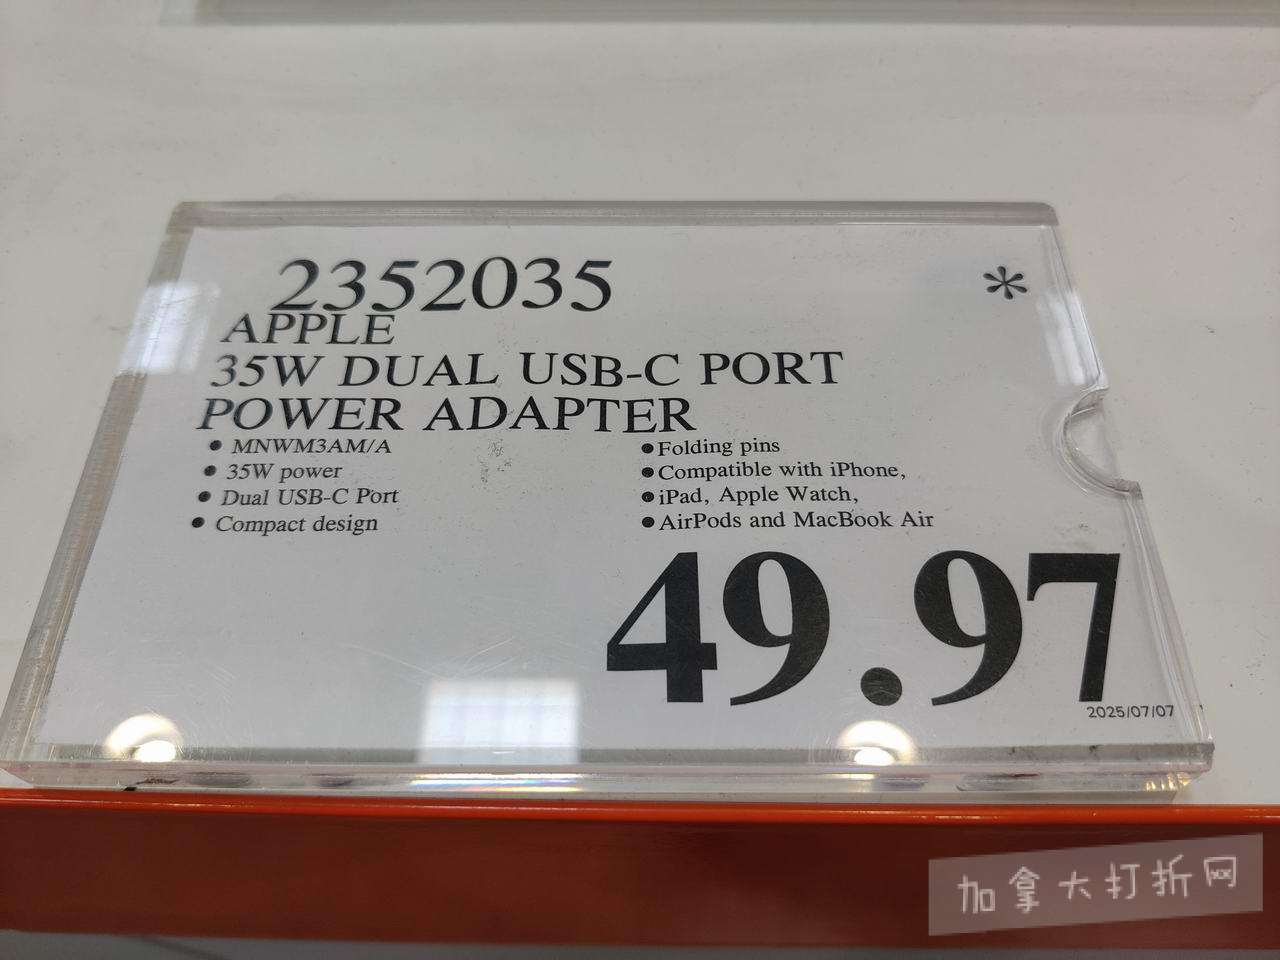 2352035
*
APPLE
35W DUAL USB-C PORT
POWER ADAPTER
• MNWM3AM/A
• 35W power
• Dual USB-C Port
• Compact design
•Folding pins
•Compatible with iPhone,
•iPad, Apple Watch,
•AirPods and MacBook Air
49.97
2025/07/07
加拿大打折网